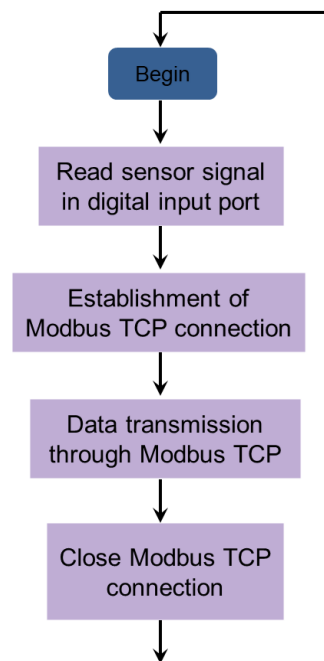 Begin
Read sensor signal
in digital input port
Establishment of
Modbus TCP connection
Data transmission
through Modbus TCP
Close Modbus TCP
connection